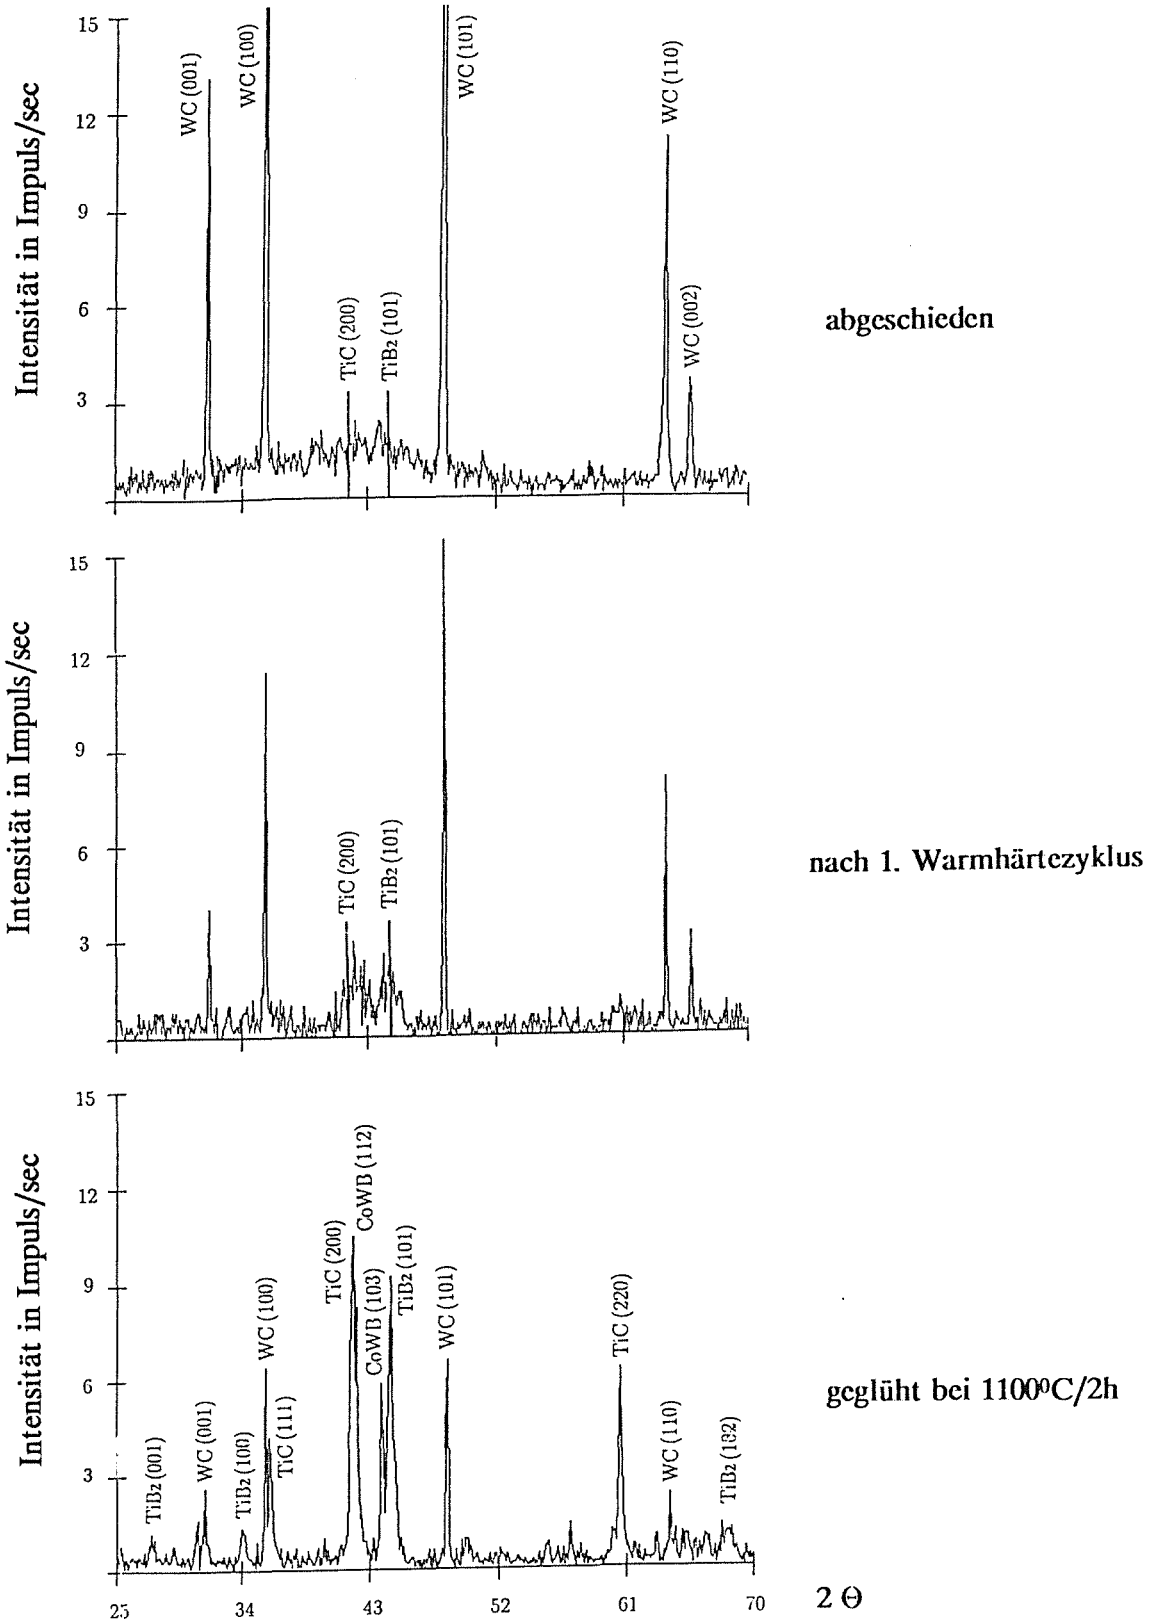 Intensität in Impuls/sec
15
12
9
6
3
WC (001)
WC (100)
TiC (200)
TiB2 (101)
WC (101)
WC (110)
WC (002)
abgeschieden
Intensität in Impuls/sec
15
12
9
6
3
TiC (200)
TiB2 (101)
nach 1. Warmhärtezyklus
Intensität in Impuls/sec
15
12
9
6
3
TiB2 (001)
WC (001)
TiB2 (100)
WC (100)
TiC (111)
TiC (200)
CoWB (112)
CoWB (103)
TiB2 (101)
WC (101)
TiC (220)
WC (110)
TiB2
geglüht bei 1100⁰C/2h
25
34
43
52
61
70
2 Θ